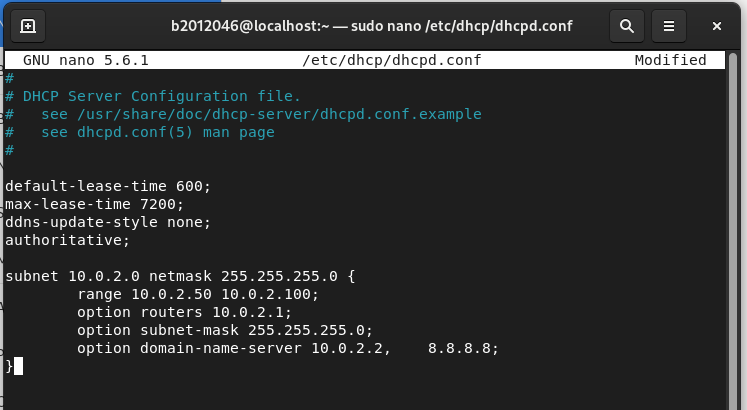 b2012046@localhost:~ — sudo nano /etc/dhcp/dhcpd.conf
GNU nano 5.6.1 /etc/dhcp/dhcpd.conf Modified
#
# DHCP Server Configuration file.
#   see /usr/share/doc/dhcp-server/dhcpd.conf.example
#   see dhcpd.conf(5) man page
#
default-lease-time 600;
max-lease-time 7200;
ddns-update-style none;
authoritative;
subnet 10.0.2.0 netmask 255.255.255.0 {
        range 10.0.2.50 10.0.2.100;
        option routers 10.0.2.1;
        option subnet-mask 255.255.255.0;
        option domain-name-server 10.0.2.2,    8.8.8.8;
}